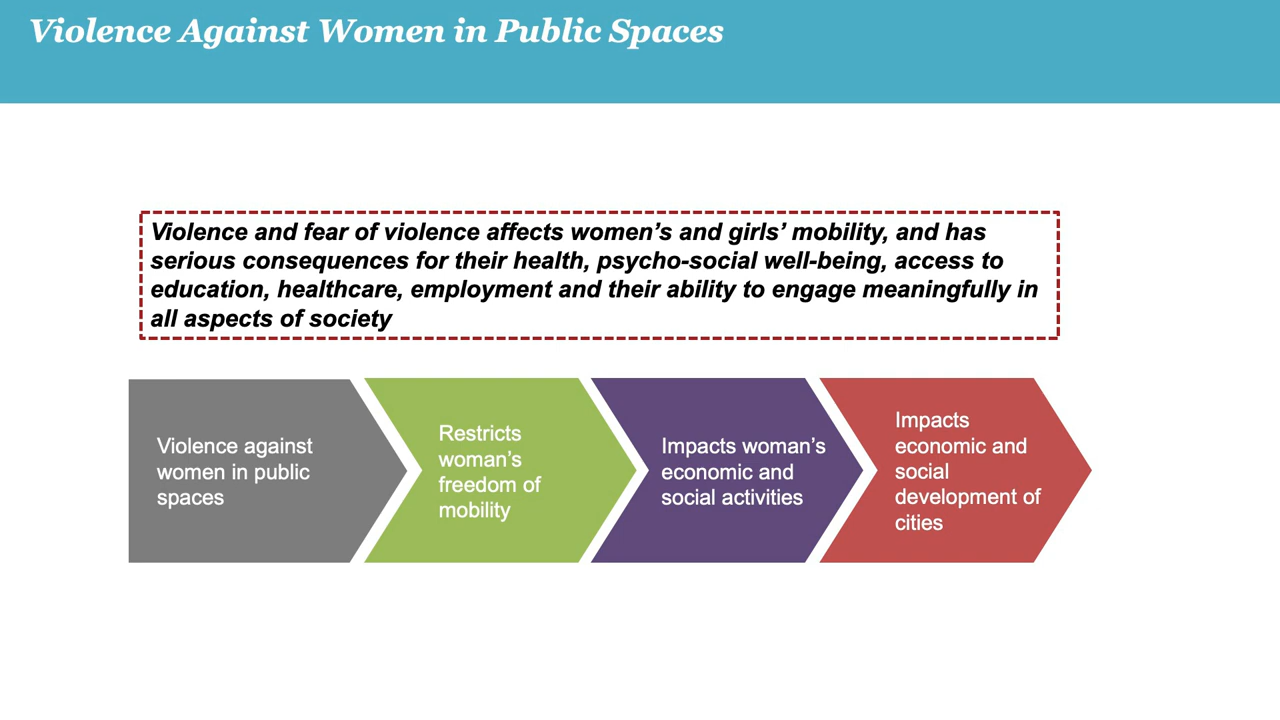 Violence Against Women in Public Spaces
Violence and fear of violence affects women’s and girls’ mobility, and has
serious consequences for their health, psycho-social well-being, access to
education, healthcare, employment and their ability to engage meaningfully in
all aspects of society
Violence against
women in public
spaces
Restricts
woman’s
freedom of
mobility
Impacts woman’s
economic and
social activities
Impacts
economic and
social
development of
cities